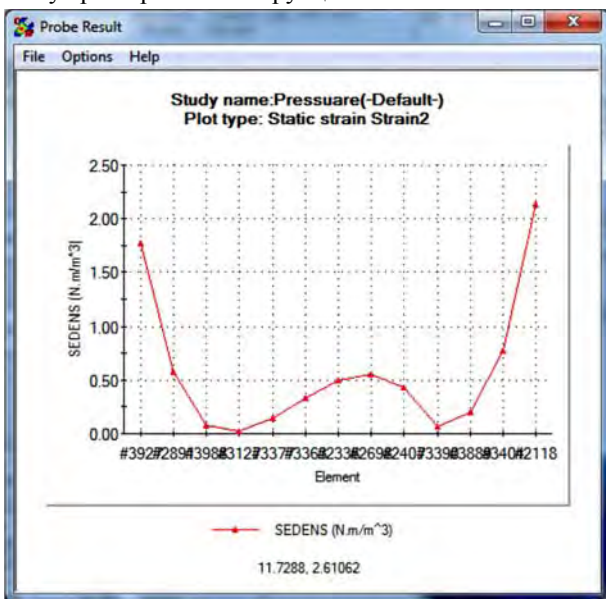 Probe Result
File Options Help
Study name:Pressuare(-Default-)
Plot type: Static strain Strain2
2.50
2.00
1.50
1.00
0.50
0.00
SEDENS (N.m/m^3)
Element
SEDENS (N.m/m^3)
11.7288, 2.61062